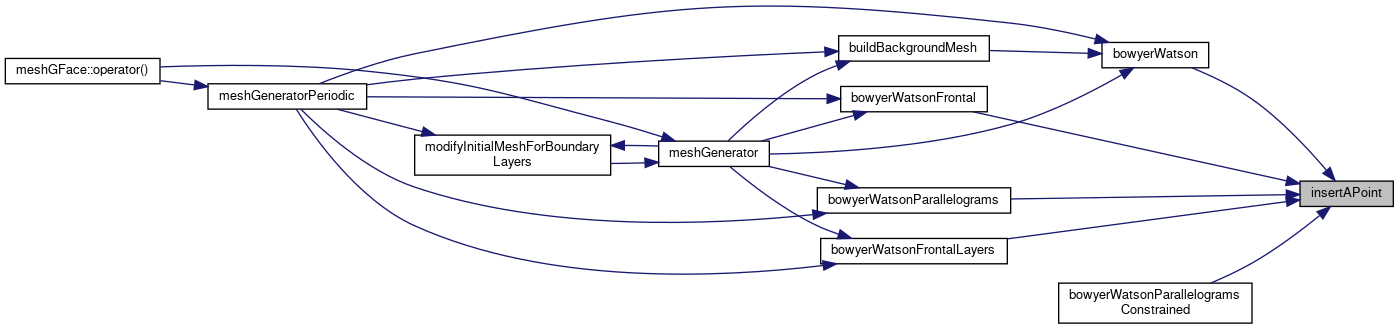 meshGFace::operator()
meshGeneratorPeriodic
modifyInitialMeshForBoundary
Layers
meshGenerator
buildBackgroundMesh
bowyerWatsonFrontal
bowyerWatsonParallelograms
bowyerWatsonFrontalLayers
bowyerWatson
bowyerWatsonParallelograms
Constrained
insertAPoint